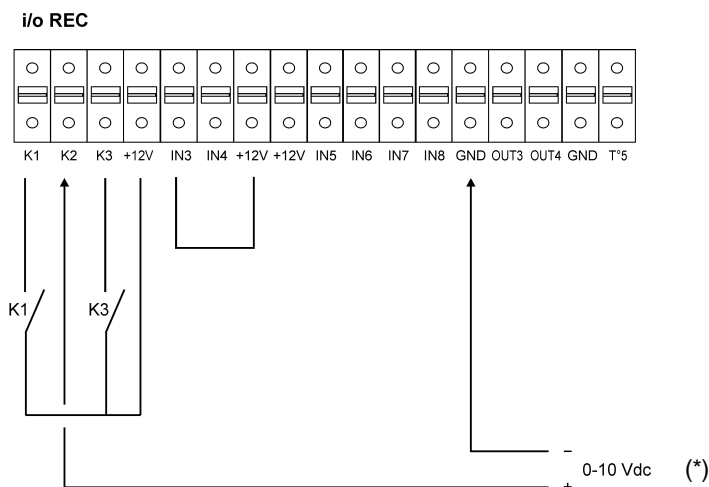 i/o REC
K1 K2 K3 +12V IN3 IN4 +12V +12V IN5 IN6 IN7 IN8 GND OUT3 OUT4 GND T°5
K1 K3
−
0-10 Vdc (*)
+